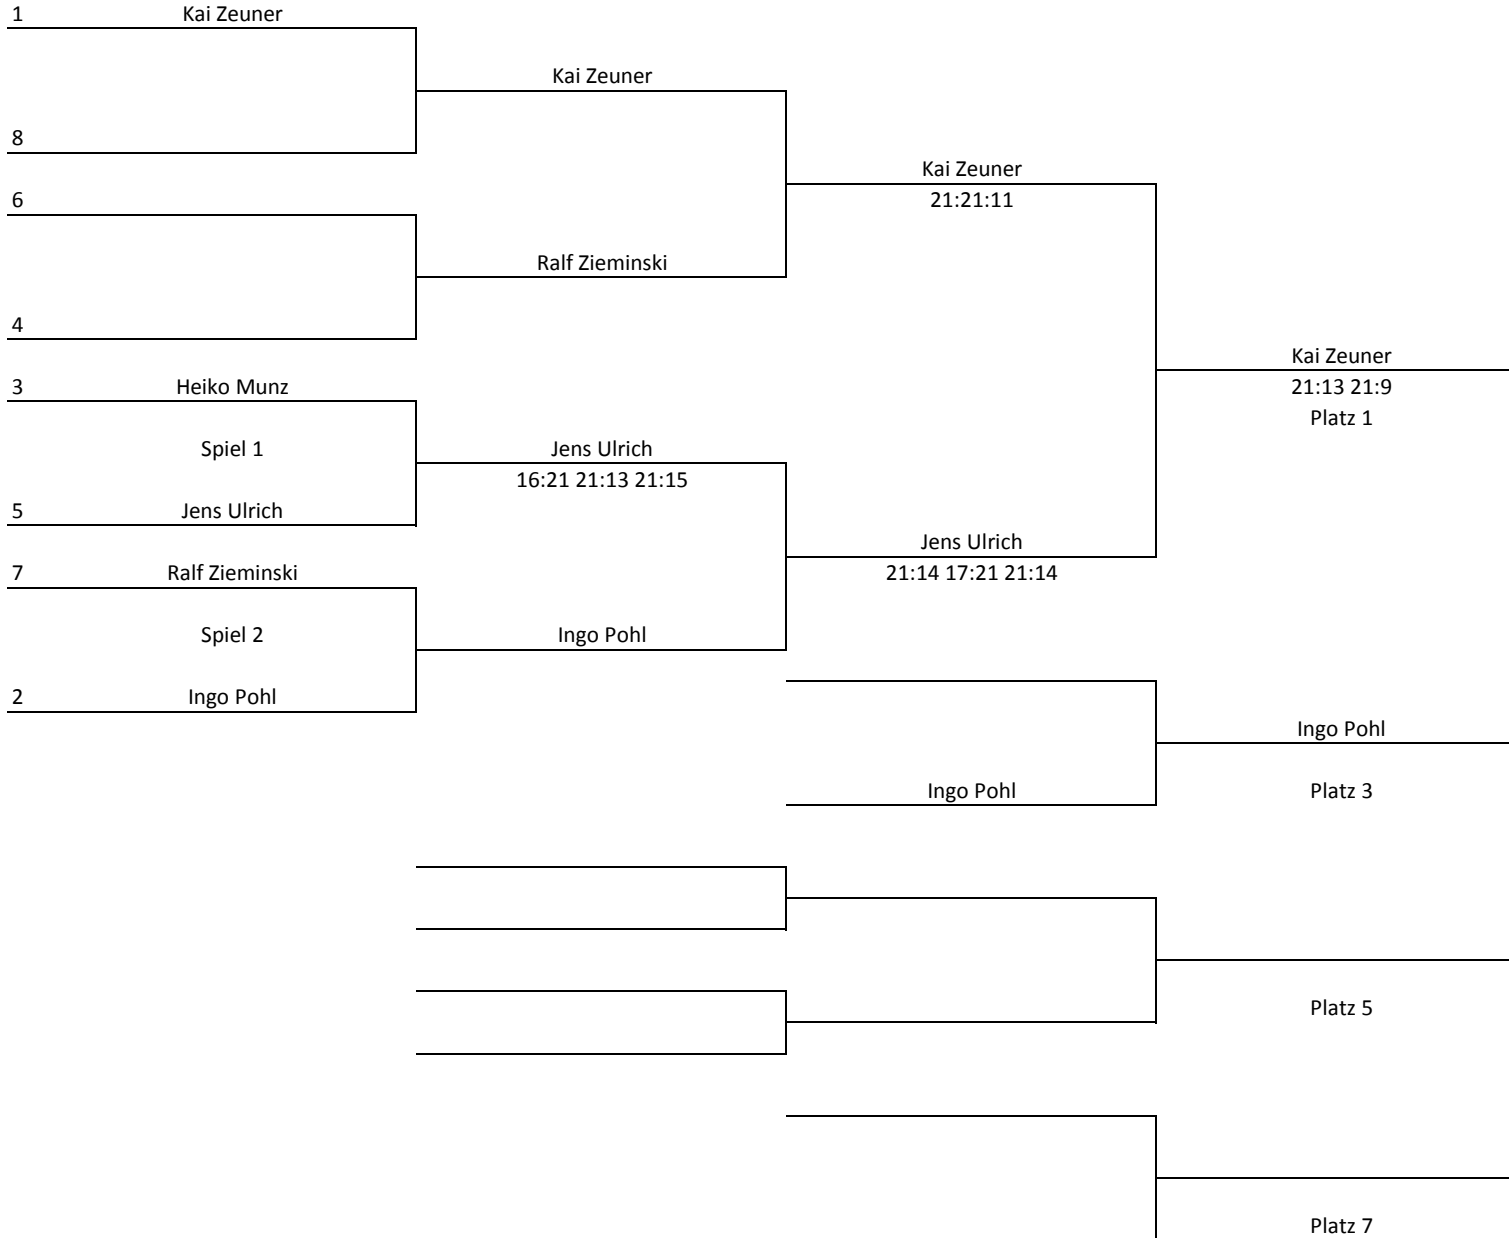 1 Kai Zeuner
Kai Zeuner
8
Kai Zeuner
6
21:21:11
Ralf Zieminski
4
Kai Zeuner
3 Heiko Munz
21:13 21:9
Platz 1
Spiel 1
Jens Ulrich
16:21 21:13 21:15
5 Jens Ulrich
Jens Ulrich
7 Ralf Zieminski
21:14 17:21 21:14
Spiel 2
Ingo Pohl
2 Ingo Pohl
Ingo Pohl
Ingo Pohl
Platz 3
Platz 5
Platz 7